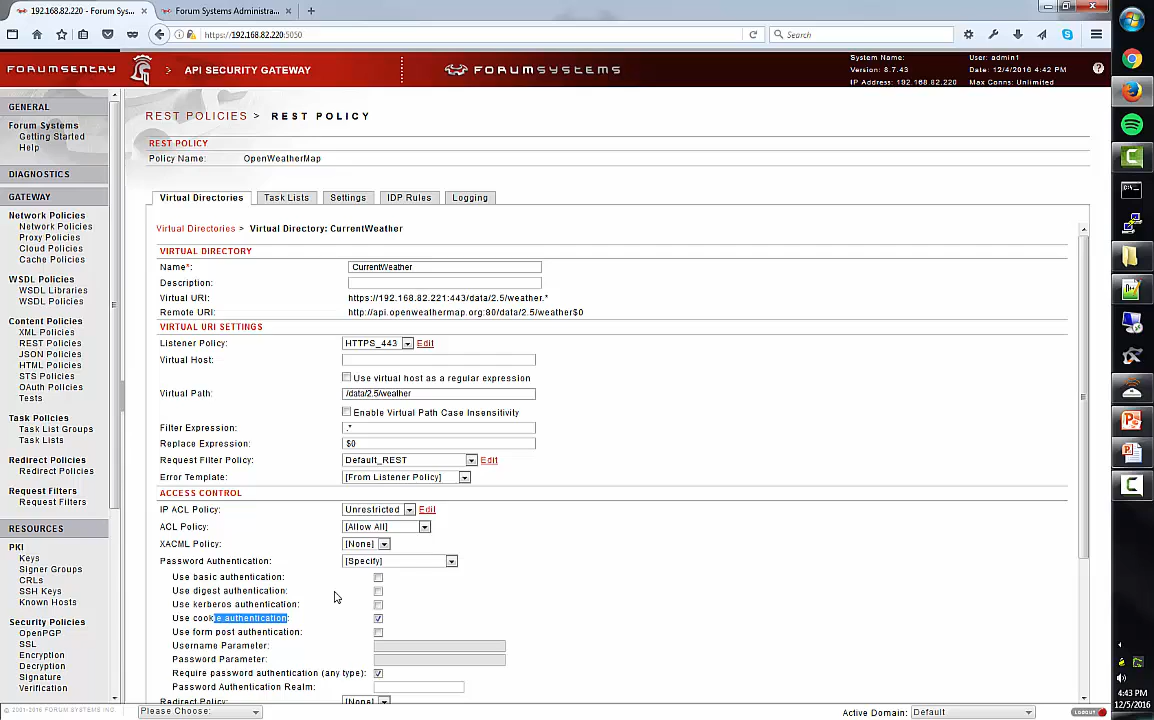 192.168.82.220 - Forum Sys... ×
Forum Systems Administra... ×
+
https://192.168.82.220:5050
Search
FORUMSENTRY
> API SECURITY GATEWAY
FORUMSYSTEMS
System Name:
Version: 8.7.43
IP Address: 192.168.82.220
User: admin1
Date: 12/4/2016 4:42 PM
Max Conns: Unlimited
?
GENERAL
Forum Systems
Getting Started
Help
DIAGNOSTICS
GATEWAY
Network Policies
Network Policies
Proxy Policies
Cloud Policies
Cache Policies
WSDL Policies
WSDL Libraries
WSDL Policies
Content Policies
XML Policies
REST Policies
JSON Policies
HTML Policies
STS Policies
OAuth Policies
Tests
Task Policies
Task List Groups
Task Lists
Redirect Policies
Redirect Policies
Request Filters
Request Filters
RESOURCES
PKI
Keys
Signer Groups
CRLs
SSH Keys
Known Hosts
Security Policies
OpenPGP
SSL
Encryption
Decryption
Signature
Verification
REST POLICIES > REST POLICY
REST POLICY
Policy Name: OpenWeatherMap
Virtual Directories
Task Lists
Settings
IDP Rules
Logging
Virtual Directories > Virtual Directory: CurrentWeather
VIRTUAL DIRECTORY
Name*: CurrentWeather
Description:
Virtual URI: https://192.168.82.221:443/data/2.5/weather.*
Remote URI: http://api.openweathermap.org:80/data/2.5/weather$0
VIRTUAL URI SETTINGS
Listener Policy: HTTPS_443 Edit
Virtual Host:
Use virtual host as a regular expression
Virtual Path: /data/2.5/weather
Enable Virtual Path Case Insensitivity
Filter Expression: .*
Replace Expression: $0
Request Filter Policy: Default_REST Edit
Error Template: [From Listener Policy]
ACCESS CONTROL
IP ACL Policy: Unrestricted Edit
ACL Policy: [Allow All]
XACML Policy: [None]
Password Authentication: [Specify]
Use basic authentication:
Use digest authentication:
Use kerberos authentication:
Use cookie authentication:
Use form post authentication:
Username Parameter:
Password Parameter:
Require password authentication (any type):
Password Authentication Realm:
Redirect Policy: [None]
© 2001-2016 FORUM SYSTEMS INC.
Please Choose:
Active Domain: Default
LOGOUT
4:43 PM
12/5/2016